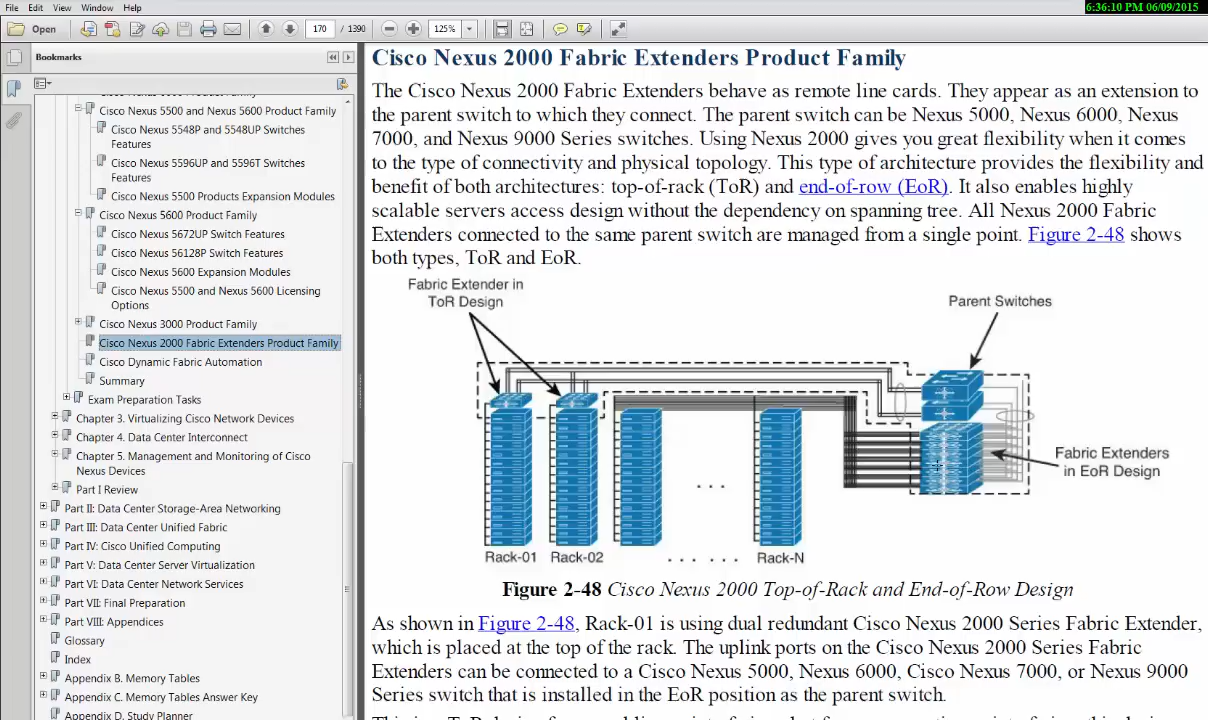 File Edit View Window Help
6:36:10 PM 06/09/2015
Open
170 / 1390
125%
Bookmarks
Cisco Nexus 5500 and Nexus 5600 Product Family
Cisco Nexus 5548P and 5548UP Switches
Features
Cisco Nexus 5596UP and 5596T Switches
Features
Cisco Nexus 5500 Products Expansion Modules
Cisco Nexus 5600 Product Family
Cisco Nexus 5672UP Switch Features
Cisco Nexus 56128P Switch Features
Cisco Nexus 5600 Expansion Modules
Cisco Nexus 5500 and Nexus 5600 Licensing
Options
Cisco Nexus 3000 Product Family
Cisco Nexus 2000 Fabric Extenders Product Family
Cisco Dynamic Fabric Automation
Summary
Exam Preparation Tasks
Chapter 3. Virtualizing Cisco Network Devices
Chapter 4. Data Center Interconnect
Chapter 5. Management and Monitoring of Cisco
Nexus Devices
Part I Review
Part II: Data Center Storage-Area Networking
Part III: Data Center Unified Fabric
Part IV: Cisco Unified Computing
Part V: Data Center Server Virtualization
Part VI: Data Center Network Services
Part VII: Final Preparation
Part VIII: Appendices
Glossary
Index
Appendix B. Memory Tables
Appendix C. Memory Tables Answer Key
Appendix D. Study Planner
Cisco Nexus 2000 Fabric Extenders Product Family
The Cisco Nexus 2000 Fabric Extenders behave as remote line cards. They appear as an extension to
the parent switch to which they connect. The parent switch can be Nexus 5000, Nexus 6000, Nexus
7000, and Nexus 9000 Series switches. Using Nexus 2000 gives you great flexibility when it comes
to the type of connectivity and physical topology. This type of architecture provides the flexibility and
benefit of both architectures: top-of-rack (ToR) and end-of-row (EoR). It also enables highly
scalable servers access design without the dependency on spanning tree. All Nexus 2000 Fabric
Extenders connected to the same parent switch are managed from a single point. Figure 2-48 shows
both types, ToR and EoR.
Fabric Extender in
ToR Design
Parent Switches
Fabric Extenders
in EoR Design
. . .
Rack-01 Rack-02 . . . . . . Rack-N
Figure 2-48 Cisco Nexus 2000 Top-of-Rack and End-of-Row Design
As shown in Figure 2-48, Rack-01 is using dual redundant Cisco Nexus 2000 Series Fabric Extender,
which is placed at the top of the rack. The uplink ports on the Cisco Nexus 2000 Series Fabric
Extenders can be connected to a Cisco Nexus 5000, Nexus 6000, Cisco Nexus 7000, or Nexus 9000
Series switch that is installed in the EoR position as the parent switch.